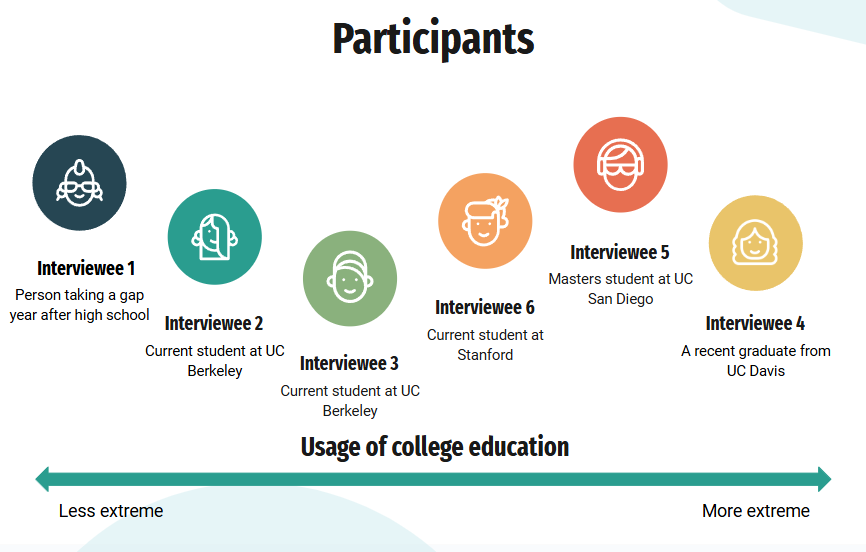 Participants
Interviewee 1
Person taking a gap
year after high school
Interviewee 2
Current student at UC
Berkeley
Interviewee 3
Current student at UC
Berkeley
Interviewee 6
Current student at
Stanford
Interviewee 5
Masters student at UC
San Diego
Interviewee 4
A recent graduate from
UC Davis
Usage of college education
Less extreme
More extreme